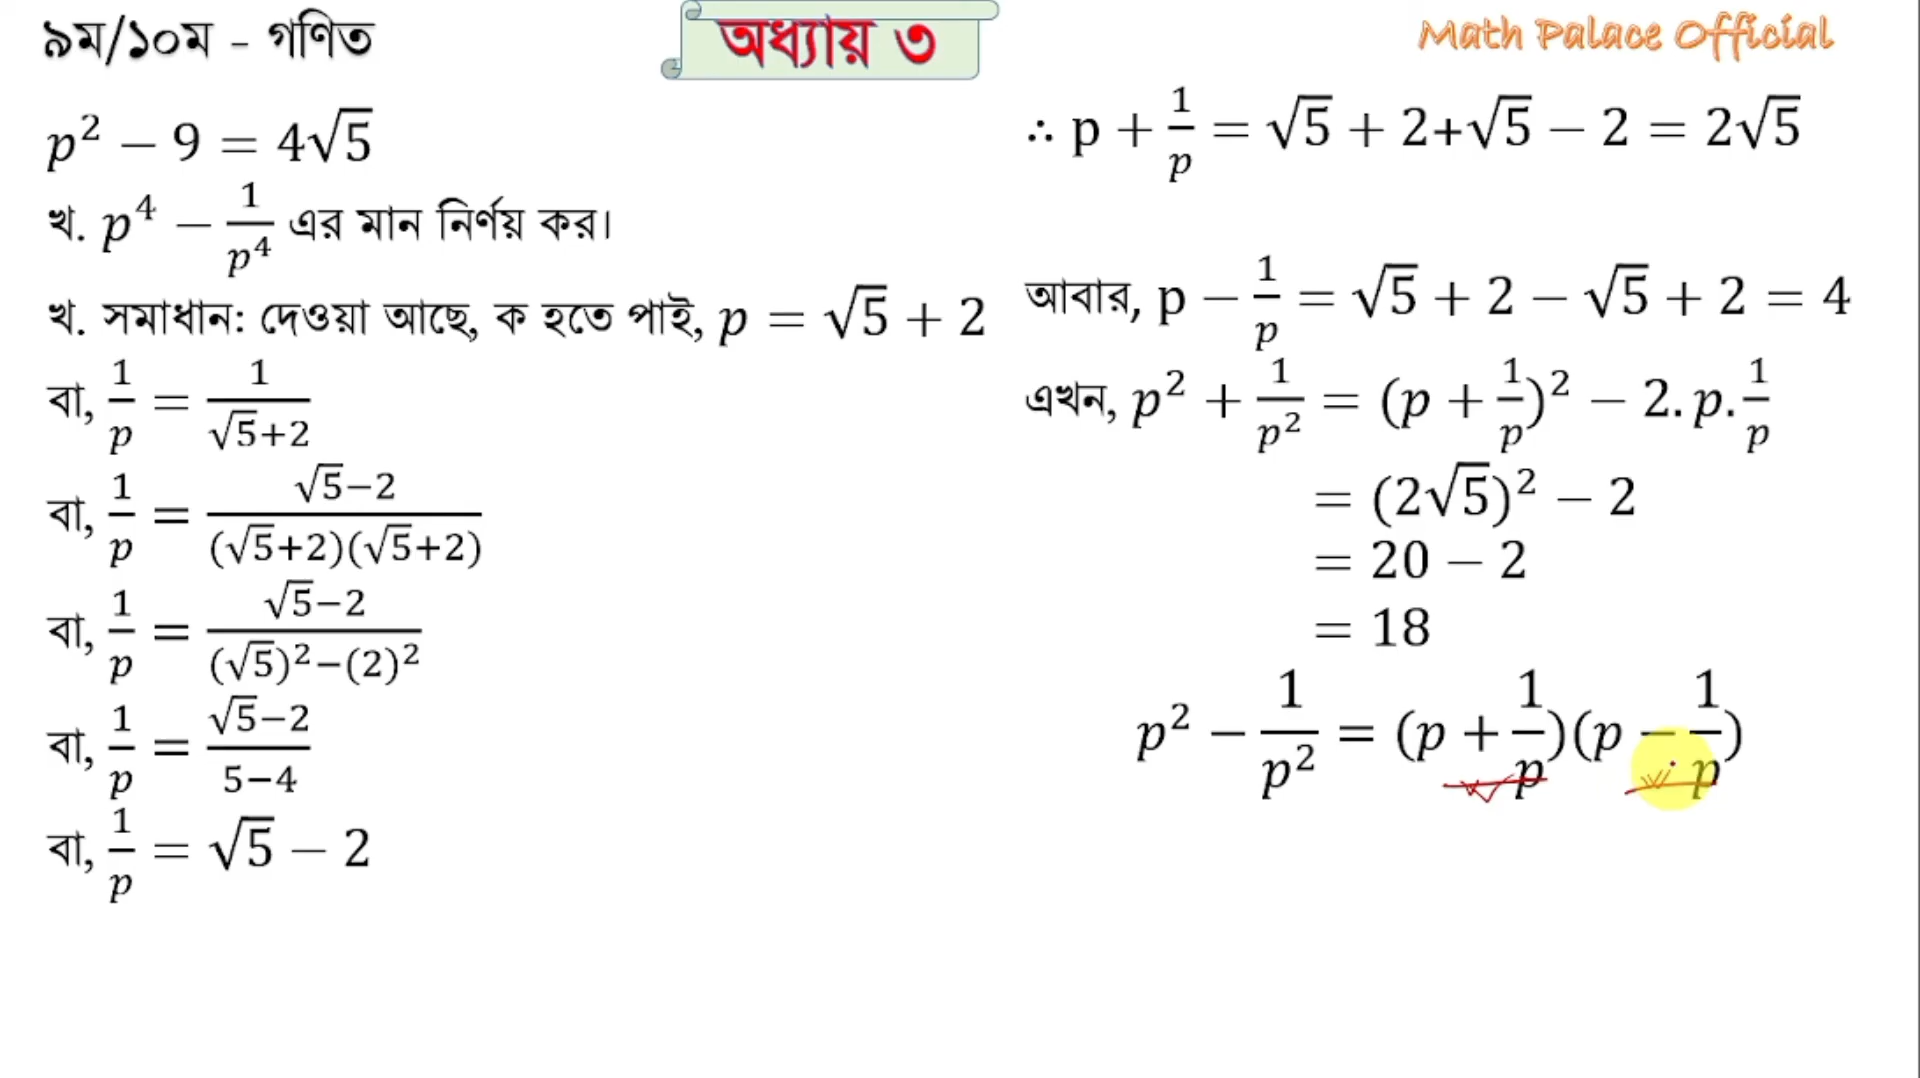 ৯ম/১০ম - গণিত
অধ্যায় ৩
Math Palace Official
p² − 9 = 4√5
খ. p⁴ − 1/p⁴ এর মান নির্ণয় কর।
খ. সমাধান: দেওয়া আছে, ক হতে পাই, p = √5 + 2
বা, 1/p = 1/(√5+2)
বা, 1/p = (√5−2)/((√5+2)(√5+2))
বা, 1/p = (√5−2)/((√5)²−(2)²)
বা, 1/p = (√5−2)/(5−4)
বা, 1/p = √5 − 2
∴ p + 1/p = √5 + 2+√5 − 2 = 2√5
আবার, p − 1/p = √5 + 2 − √5 + 2 = 4
এখন, p² + 1/p² = (p + 1/p)² − 2. p. 1/p
= (2√5)² − 2
= 20 − 2
= 18
p² − 1/p² = (p + 1/p)(p − 1/p)